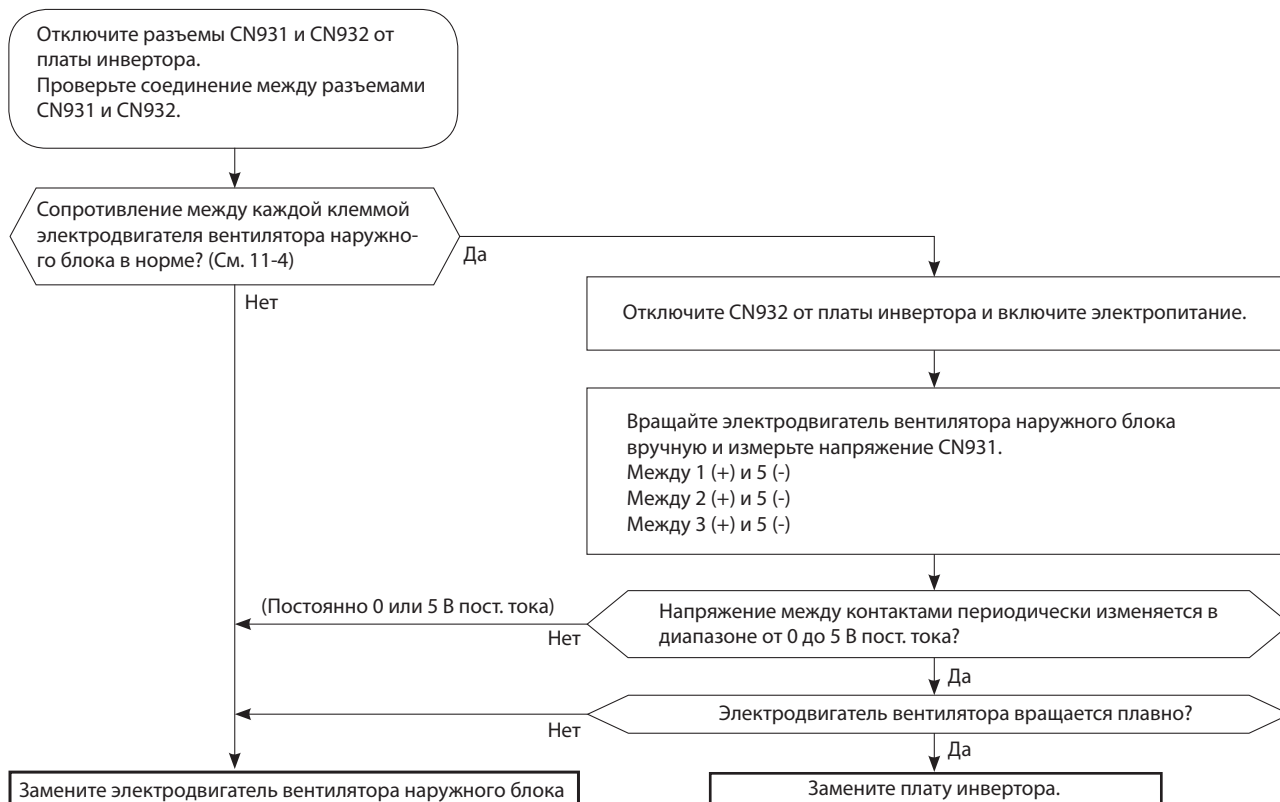 Отключите разъемы CN931 и CN932 от
платы инвертора.
Проверьте соединение между разъемами
CN931 и CN932.
Сопротивление между каждой клеммой
электродвигателя вентилятора наружно-
го блока в норме? (См. 11-4)
Да
Нет
Отключите CN932 от платы инвертора и включите электропитание.
Вращайте электродвигатель вентилятора наружного блока
вручную и измерьте напряжение CN931.
Между 1 (+) и 5 (-)
Между 2 (+) и 5 (-)
Между 3 (+) и 5 (-)
(Постоянно 0 или 5 В пост. тока)
Нет
Напряжение между контактами периодически изменяется в
диапазоне от 0 до 5 В пост. тока?
Да
Нет
Электродвигатель вентилятора вращается плавно?
Да
Замените электродвигатель вентилятора наружного блока
Замените плату инвертора.